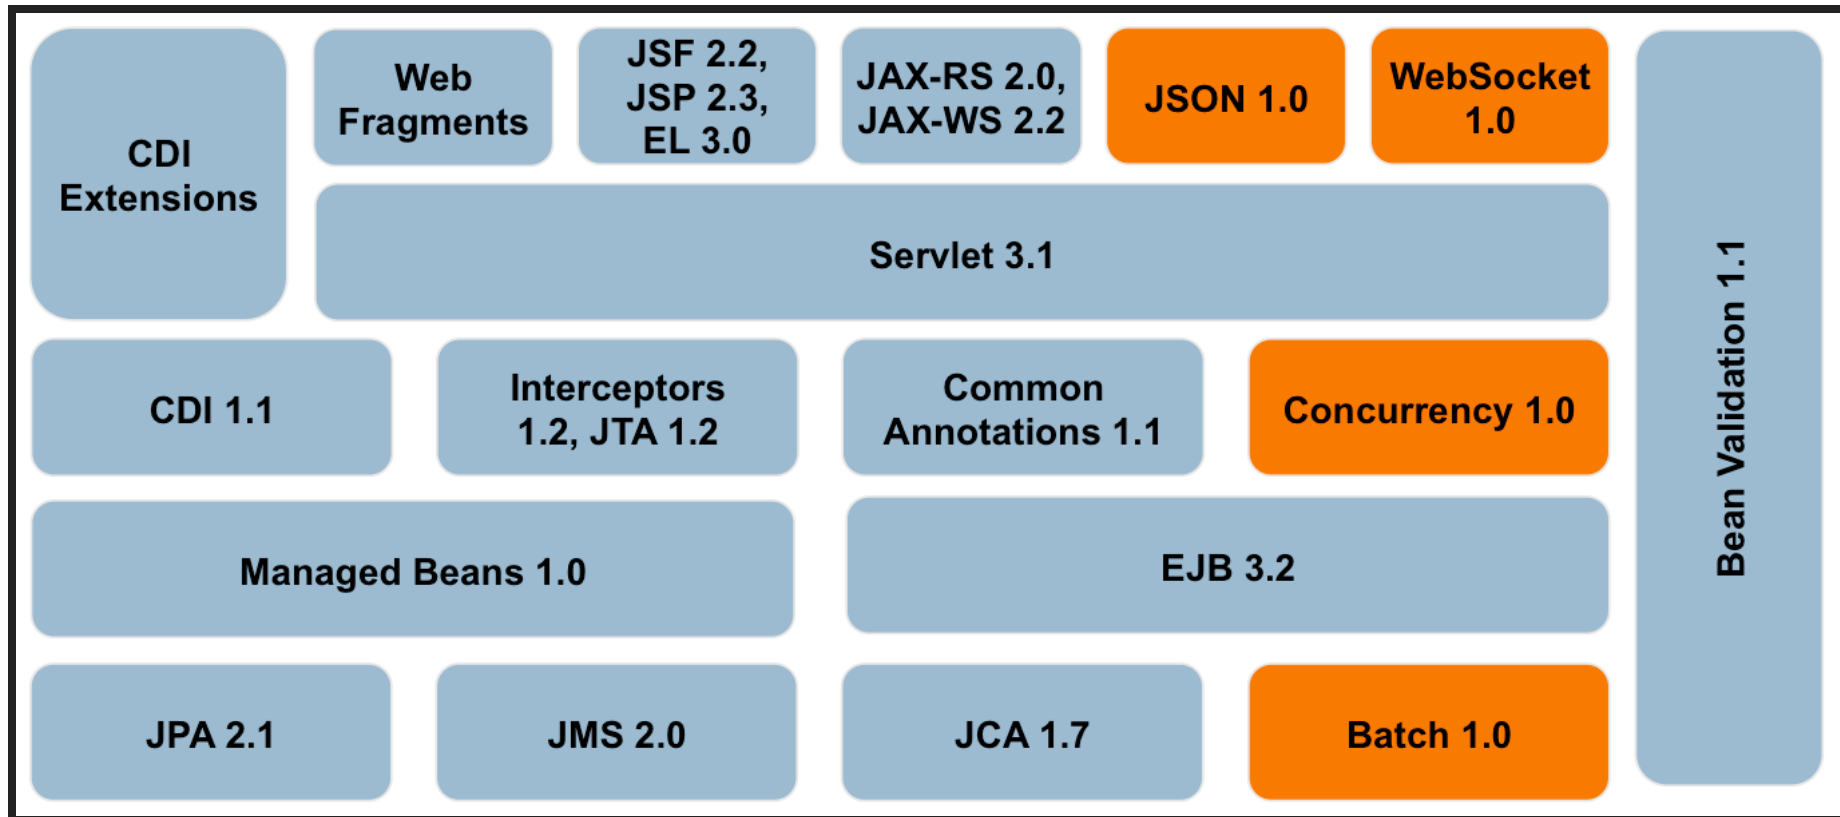 CDI
Extensions
Web
Fragments
JSF 2.2,
JSP 2.3,
EL 3.0
JAX-RS 2.0,
JAX-WS 2.2
JSON 1.0
WebSocket
1.0
Servlet 3.1
Bean Validation 1.1
CDI 1.1
Interceptors
1.2, JTA 1.2
Common
Annotations 1.1
Concurrency 1.0
Managed Beans 1.0
EJB 3.2
JPA 2.1
JMS 2.0
JCA 1.7
Batch 1.0